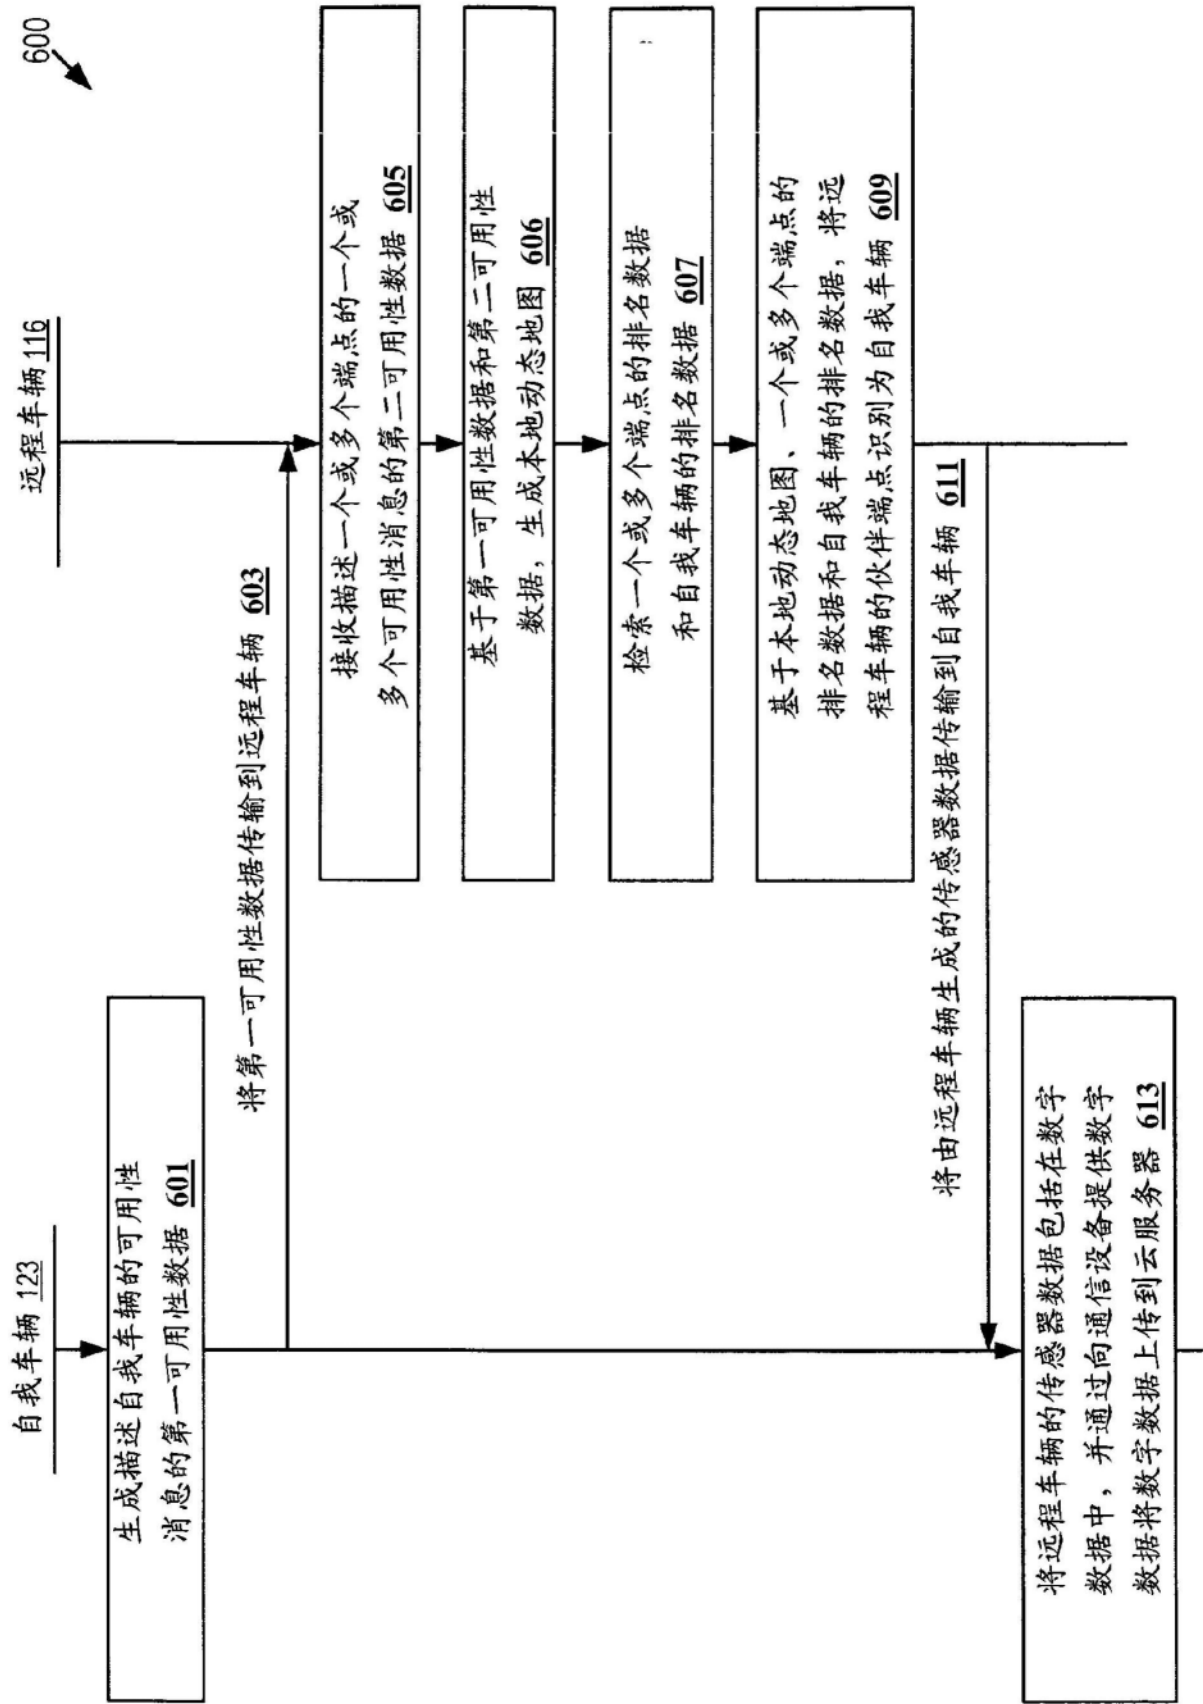 600
自我车辆 123
远程车辆 116
生成描述自我车辆的可用性
消息的第一可用性数据 601
将第一可用性数据传输到远程车辆 603
接收描述一个或多个端点的一个或
多个可用性消息的第二可用性数据 605
基于第一可用性数据和第二可用性
数据，生成本地动态地图 606
检索一个或多个端点的排名数据
和自我车辆的排名数据 607
基于本地动态地图、一个或多个端点的
排名数据和自我车辆的排名数据，将远
程车辆的伙伴端点识别为自我车辆 609
将由远程车辆生成的传感器数据传输到自我车辆 611
将远程车辆的传感器数据包括在数字
数据中，并通过向通信设备提供数字
数据将数字数据上传到云服务器 613